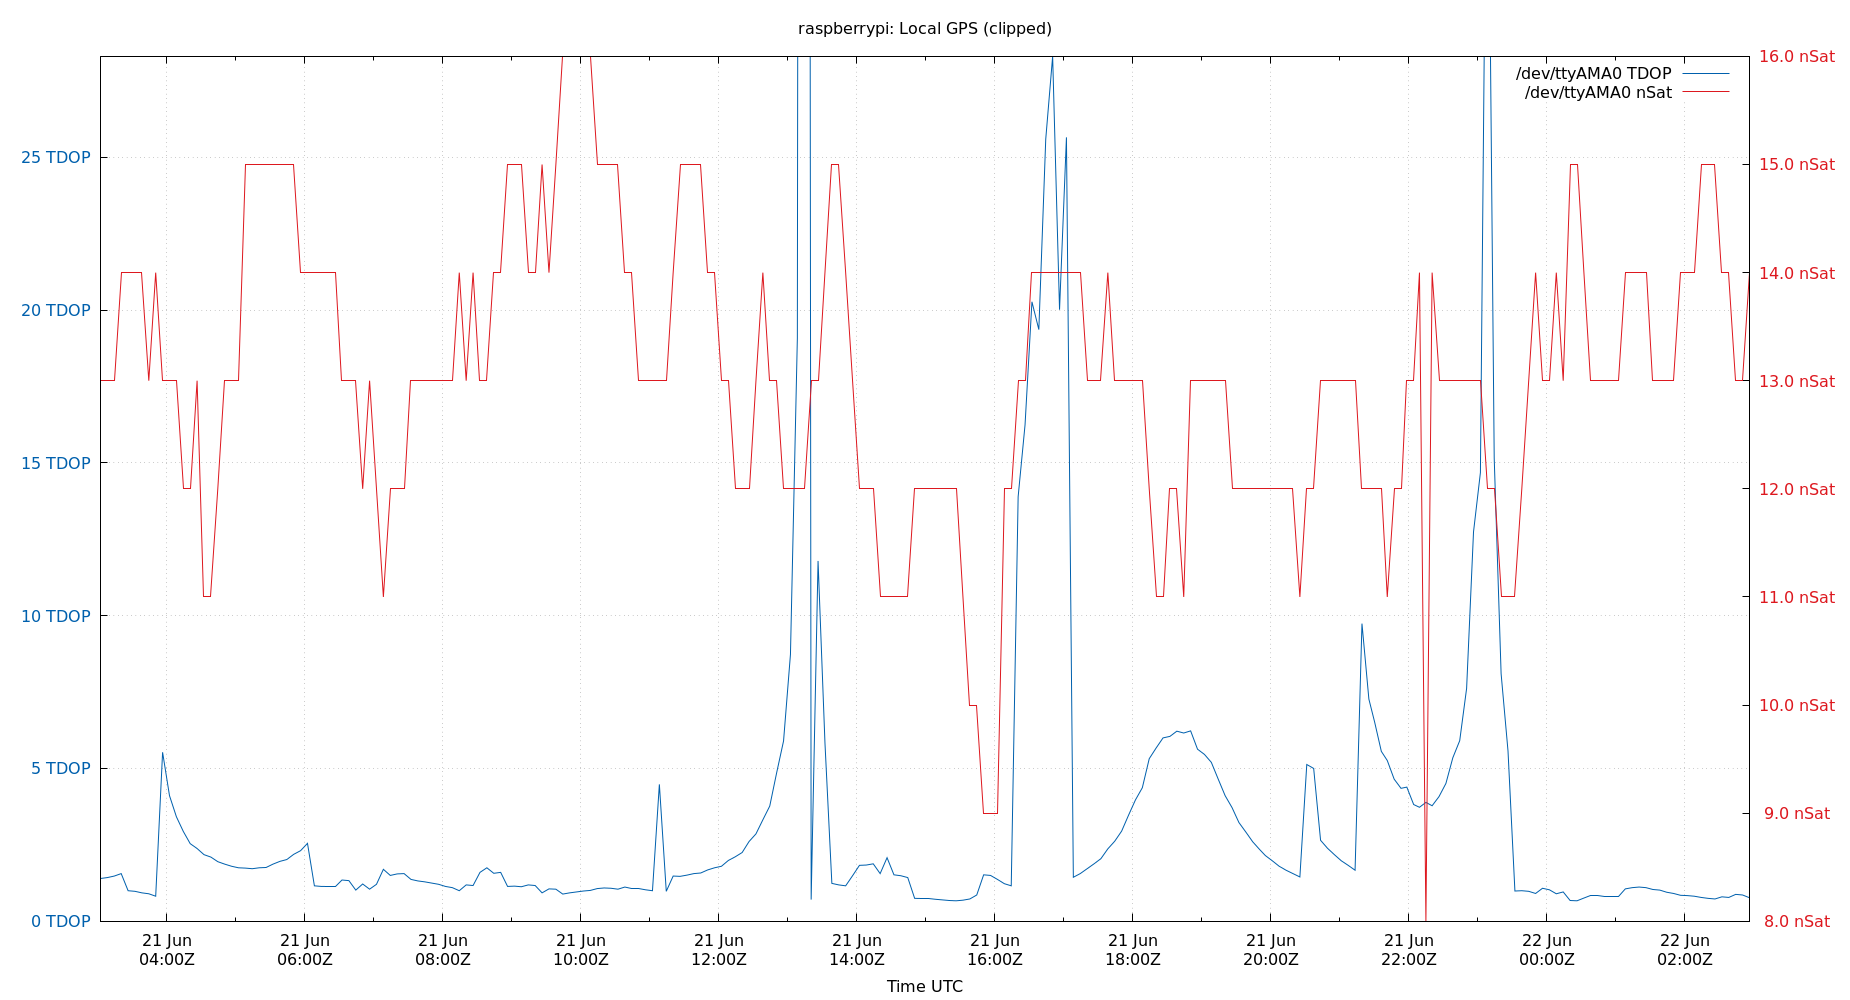 raspberrypi: Local GPS (clipped)
/dev/ttyAMA0 TDOP
/dev/ttyAMA0 nSat
25 TDOP
20 TDOP
15 TDOP
10 TDOP
5 TDOP
0 TDOP
16.0 nSat
15.0 nSat
14.0 nSat
13.0 nSat
12.0 nSat
11.0 nSat
10.0 nSat
9.0 nSat
8.0 nSat
21 Jun
04:00Z
21 Jun
06:00Z
21 Jun
08:00Z
21 Jun
10:00Z
21 Jun
12:00Z
21 Jun
14:00Z
21 Jun
16:00Z
21 Jun
18:00Z
21 Jun
20:00Z
21 Jun
22:00Z
22 Jun
00:00Z
22 Jun
02:00Z
Time UTC